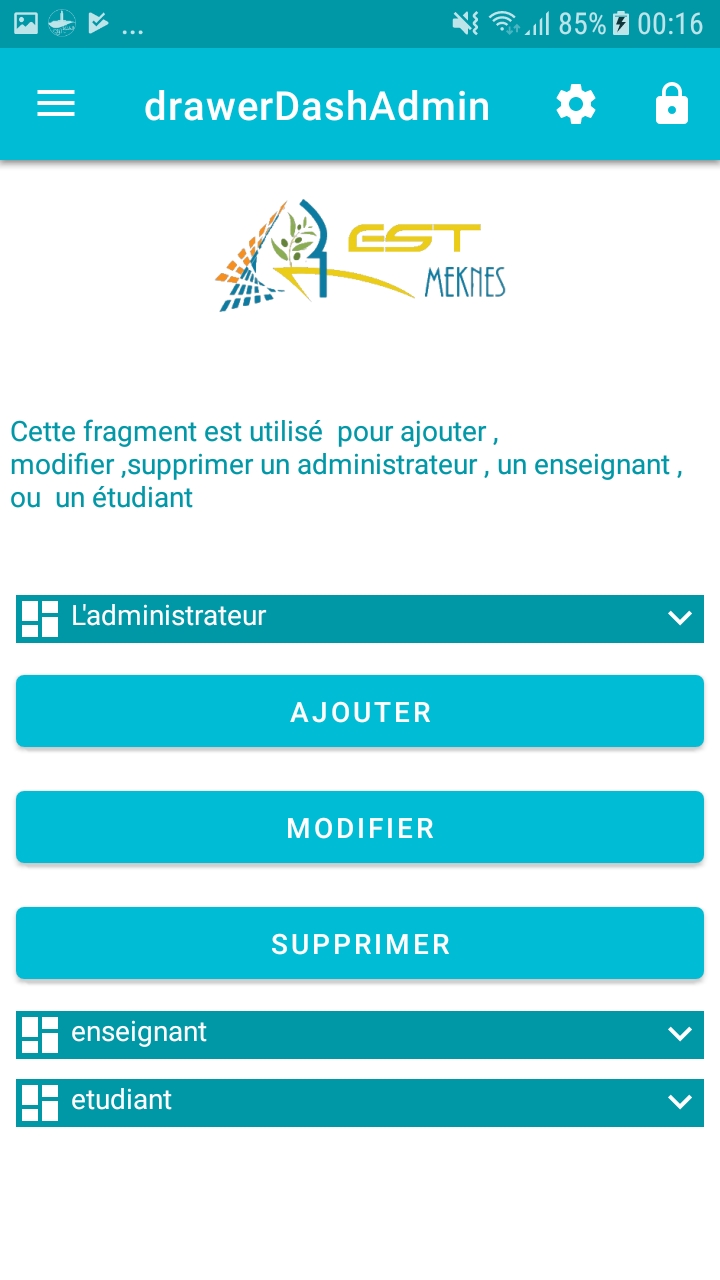 ... 85% 00:16
drawerDashAdmin
EST
MEKNES
Cette fragment est utilisé  pour ajouter ,
modifier ,supprimer un administrateur , un enseignant ,
ou  un étudiant
L'administrateur
AJOUTER
MODIFIER
SUPPRIMER
enseignant
etudiant